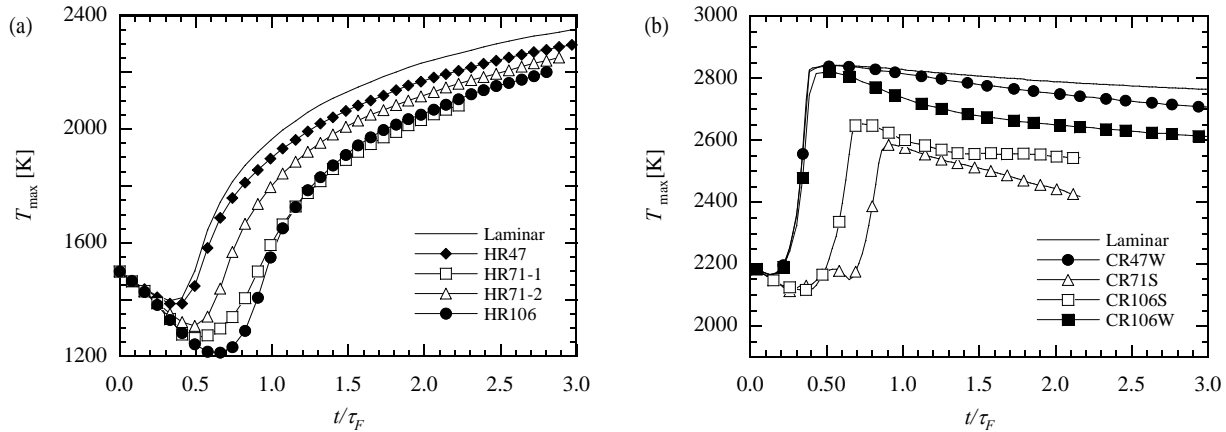 (a)
T_max [K]
2400
2000
1600
1200
0.0 0.5 1.0 1.5 2.0 2.5 3.0
t/τ_F
Laminar
HR47
HR71-1
HR71-2
HR106
(b)
T_max [K]
3000
2800
2600
2400
2200
2000
0.0 0.50 1.0 1.5 2.0 2.5 3.0
t/τ_F
Laminar
CR47W
CR71S
CR106S
CR106W